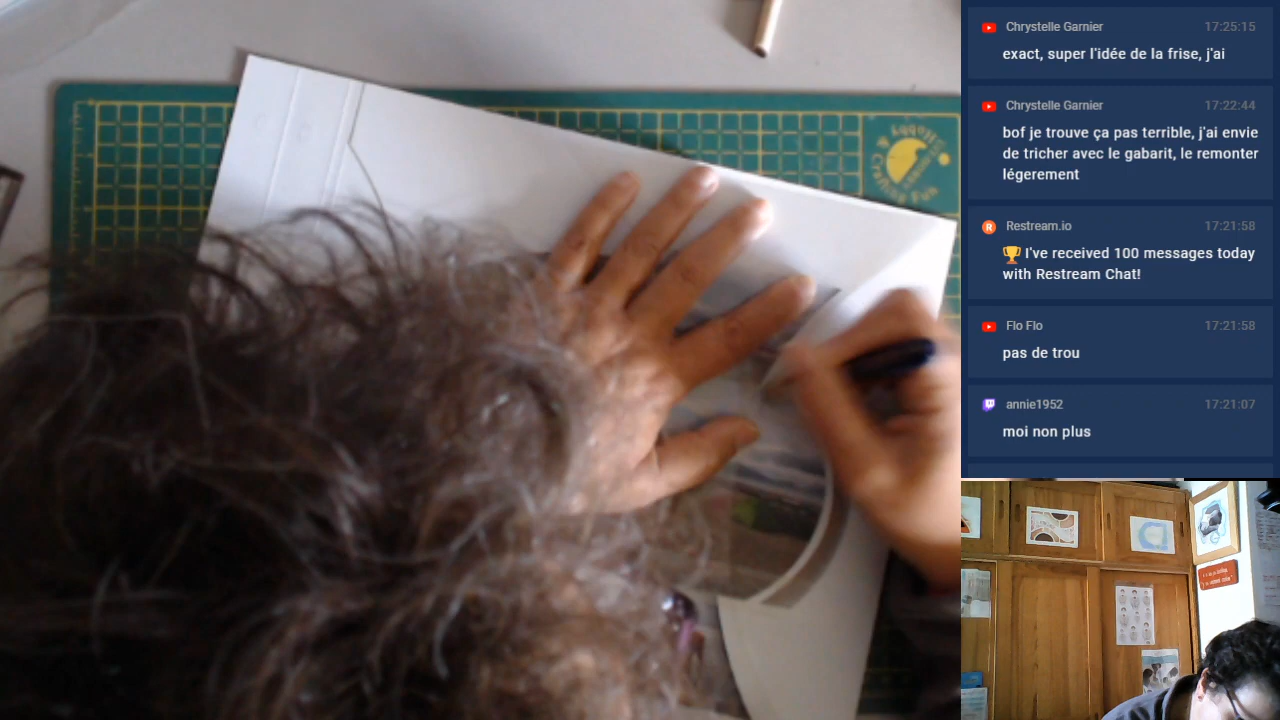 Chrystelle Garnier 17:25:15
exact, super l'idée de la frise, j'ai
Chrystelle Garnier 17:22:44
bof je trouve ça pas terrible, j'ai envie
de tricher avec le gabarit, le remonter
légerement
Restream.io 17:21:58
🏆 I've received 100 messages today
with Restream Chat!
Flo Flo 17:21:58
pas de trou
annie1952 17:21:07
moi non plus